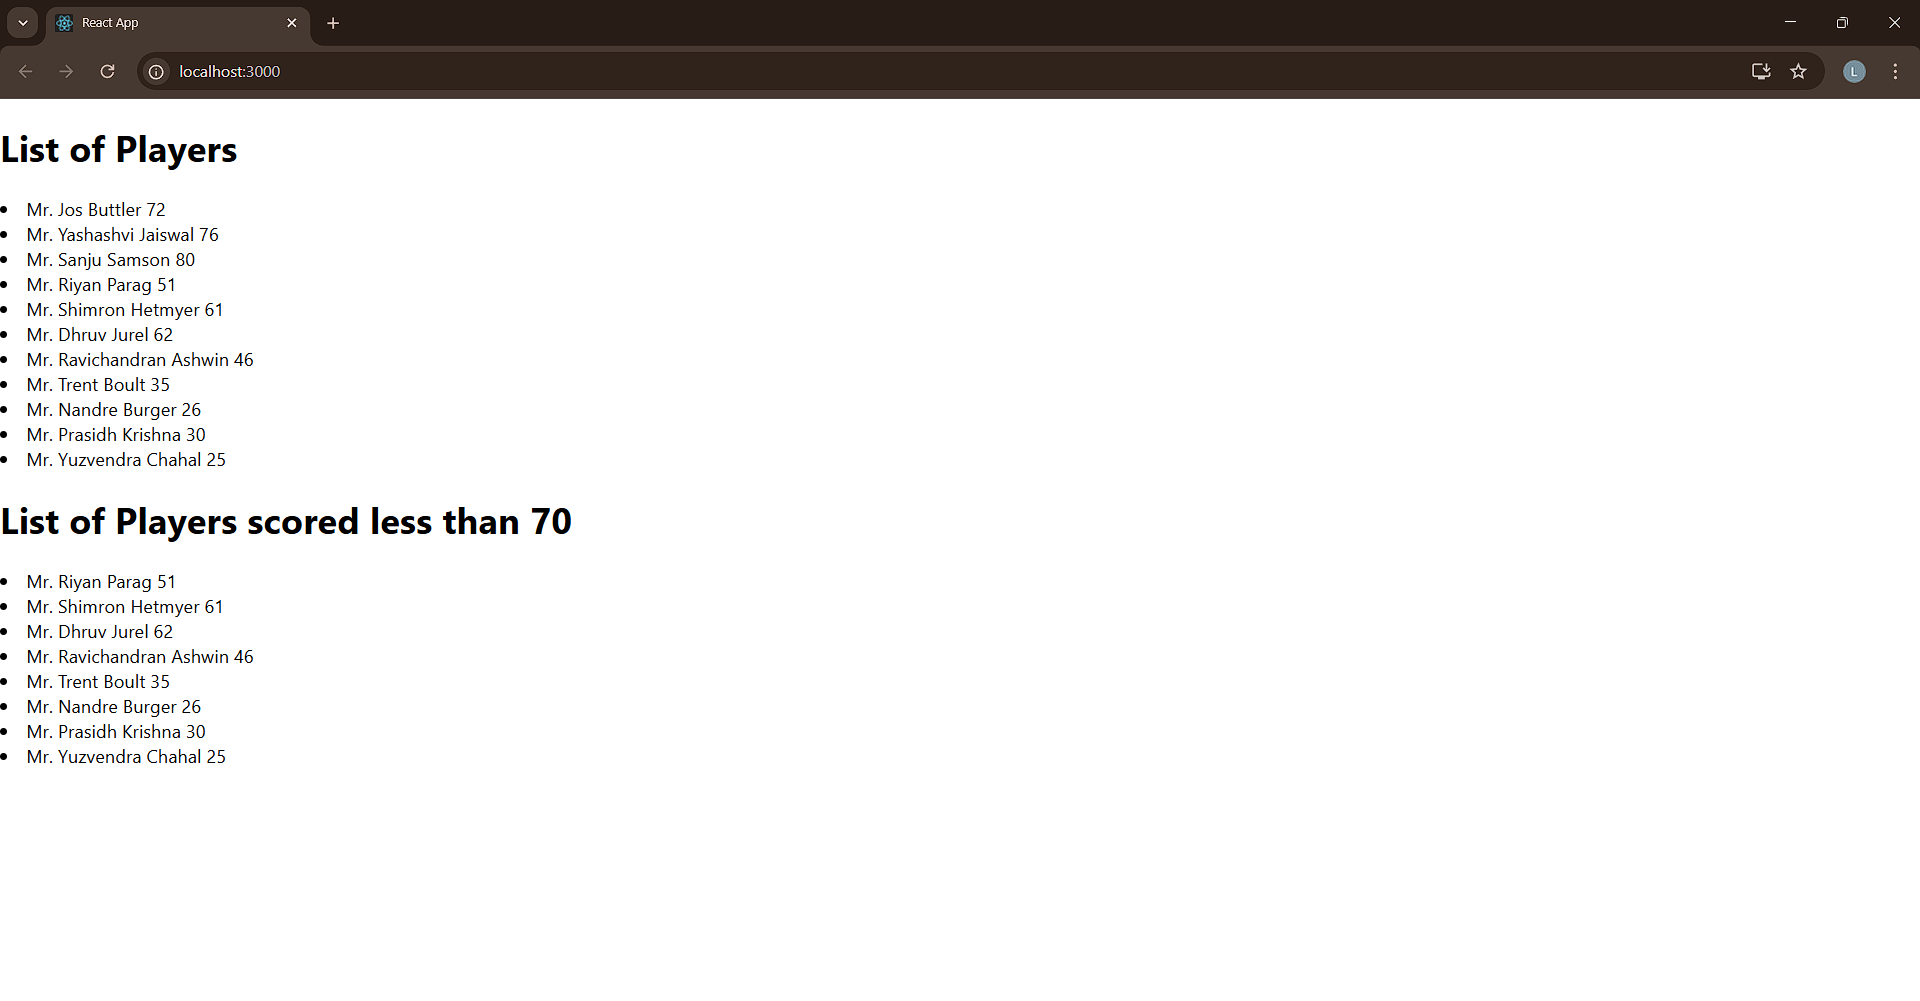 React App
localhost:3000
L
List of Players
Mr. Jos Buttler 72
Mr. Yashashvi Jaiswal 76
Mr. Sanju Samson 80
Mr. Riyan Parag 51
Mr. Shimron Hetmyer 61
Mr. Dhruv Jurel 62
Mr. Ravichandran Ashwin 46
Mr. Trent Boult 35
Mr. Nandre Burger 26
Mr. Prasidh Krishna 30
Mr. Yuzvendra Chahal 25
List of Players scored less than 70
Mr. Riyan Parag 51
Mr. Shimron Hetmyer 61
Mr. Dhruv Jurel 62
Mr. Ravichandran Ashwin 46
Mr. Trent Boult 35
Mr. Nandre Burger 26
Mr. Prasidh Krishna 30
Mr. Yuzvendra Chahal 25